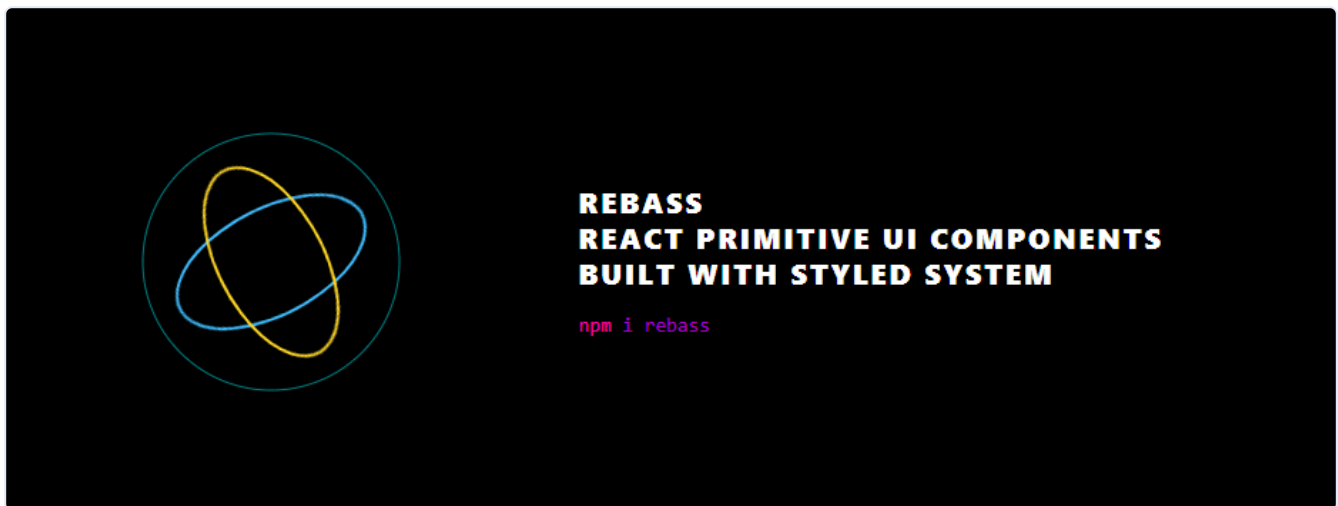 REBASS
REACT PRIMITIVE UI COMPONENTS
BUILT WITH STYLED SYSTEM
npm i rebass